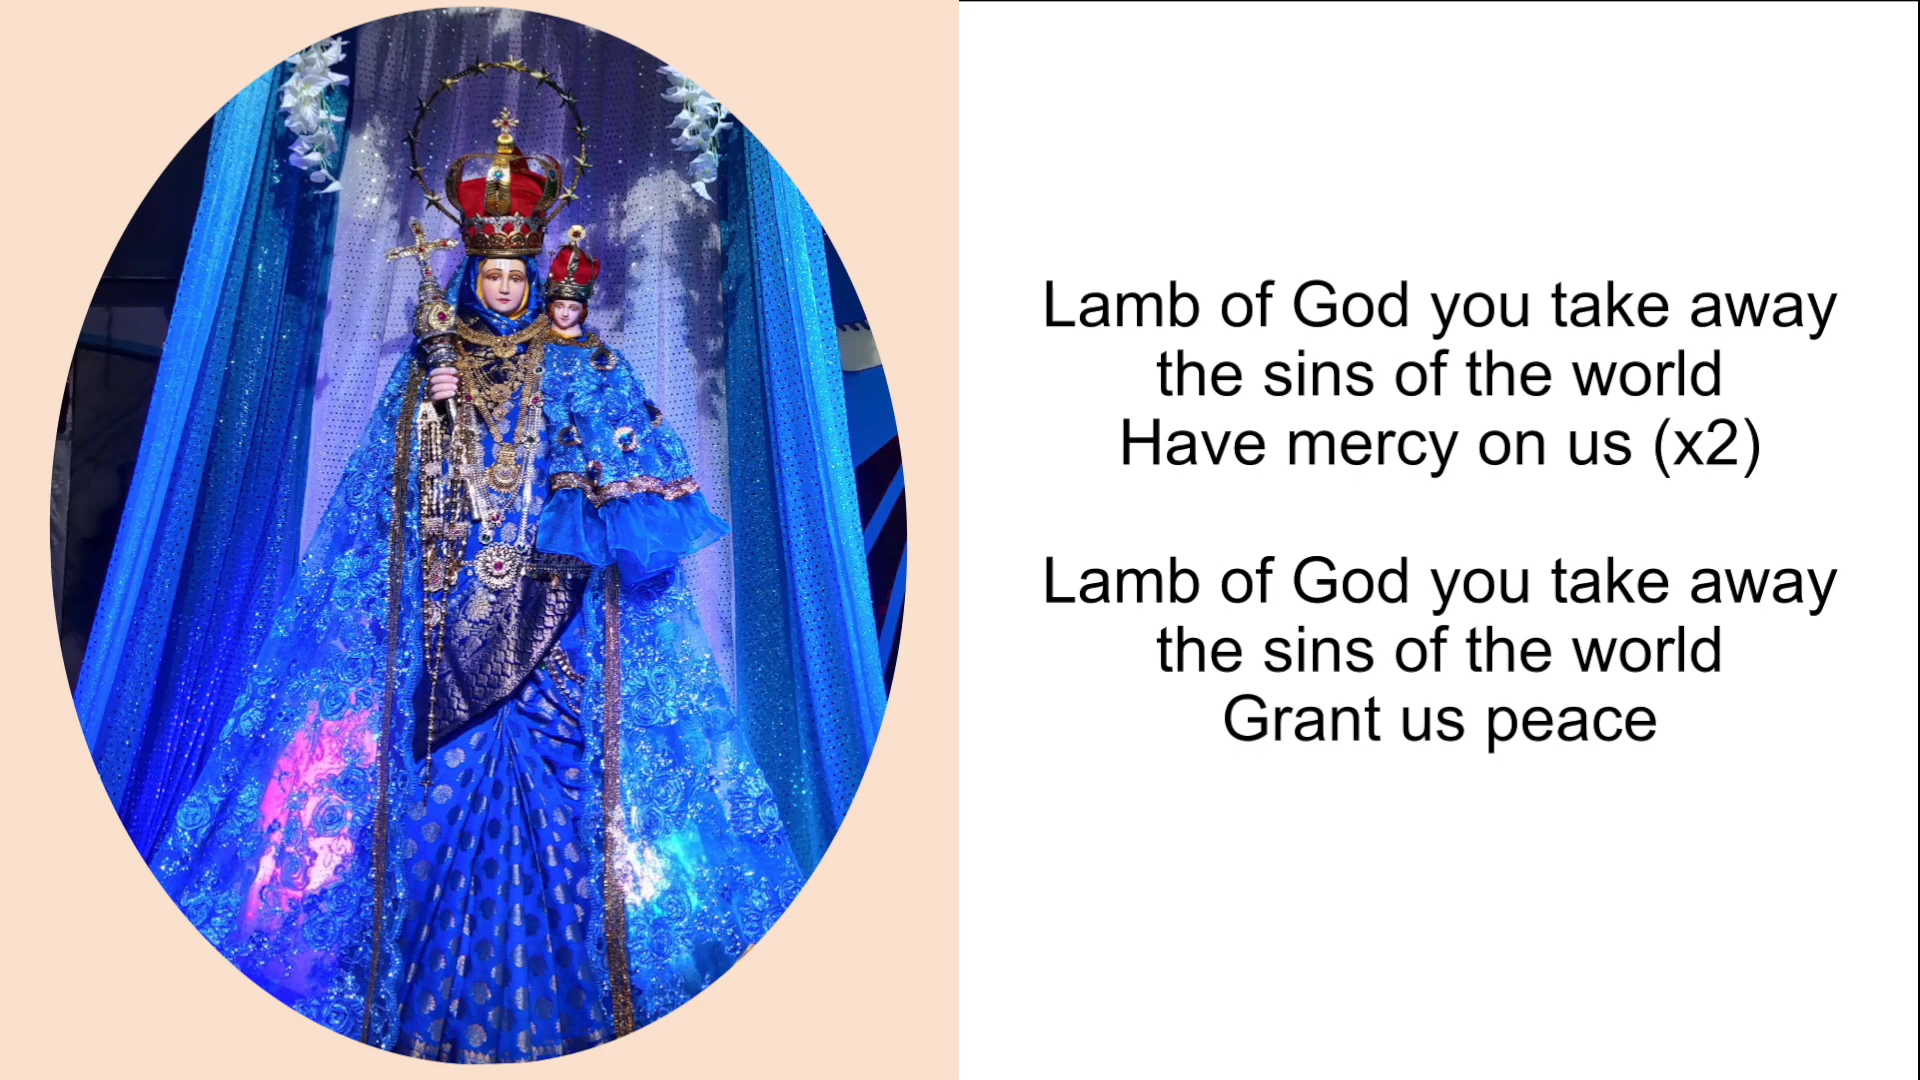 Lamb of God you take away
the sins of the world
Have mercy on us (x2)
Lamb of God you take away
the sins of the world
Grant us peace